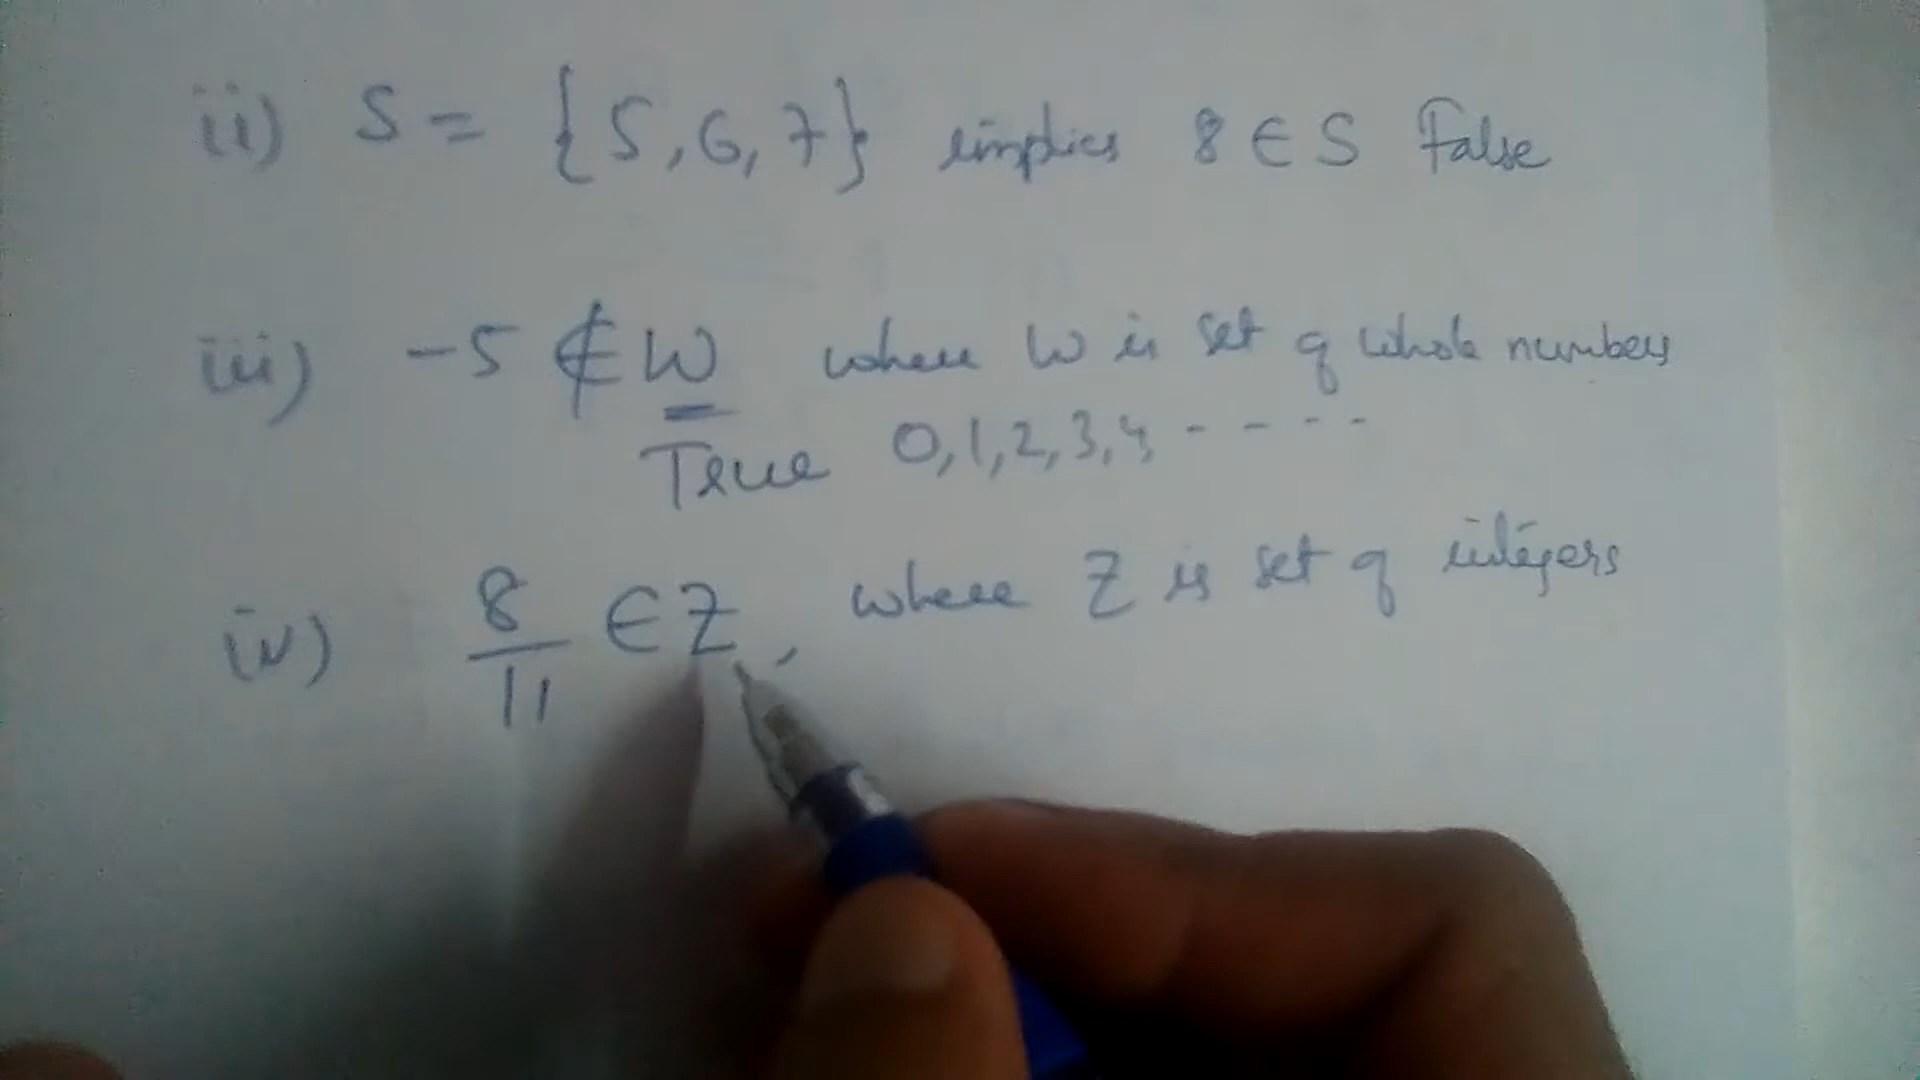 ii) S = {5, 6, 7} implies 8 ∈ S False
iii) -5 ∉ W where W is set of whole numbers
True 0, 1, 2, 3, 4, - - - -
iv) 8/11 ∈ Z, where Z is set of integers